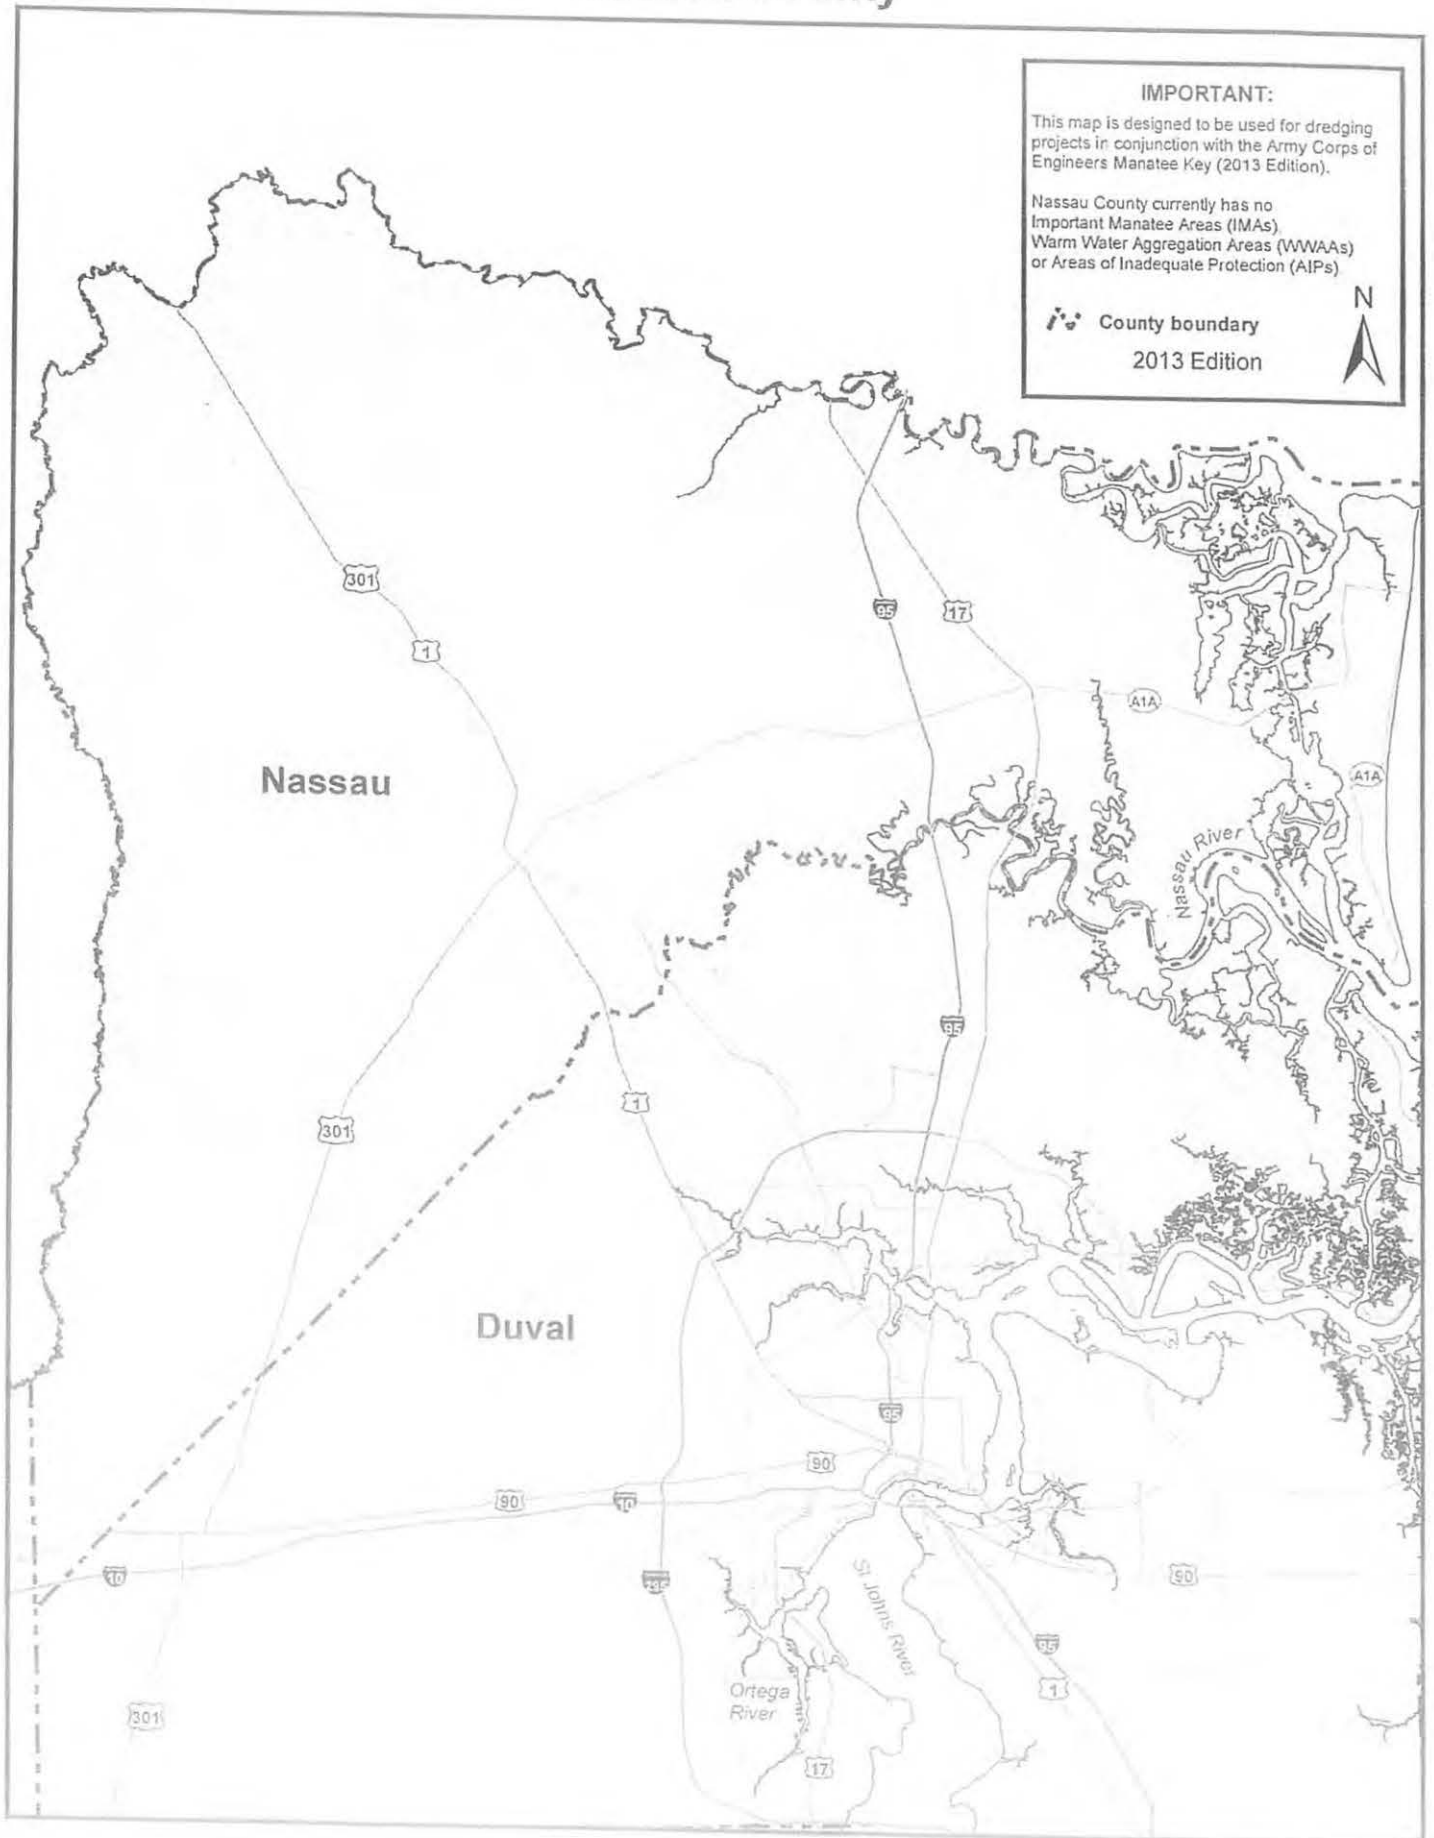 IMPORTANT:
This map is designed to be used for dredging
projects in conjunction with the Army Corps of
Engineers Manatee Key (2013 Edition).
Nassau County currently has no
Important Manatee Areas (IMAs),
Warm Water Aggregation Areas (WWAAs)
or Areas of Inadequate Protection (AIPs)
N
County boundary
2013 Edition
301
95
17
1
A1A
A1A
Nassau
Nassau River
95
1
301
Duval
95
90
90
10
10
295
90
St Johns River
95
Ortega
River
1
301
17